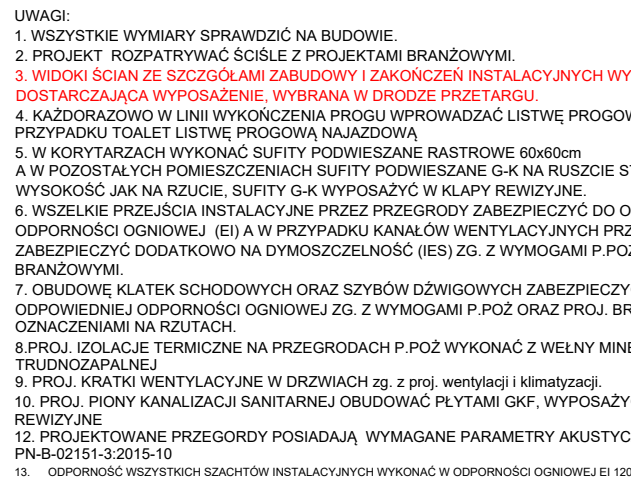 UWAGI:
1. WSZYSTKIE WYMIARY SPRAWDZIĆ NA BUDOWIE.
2. PROJEKT ROZPATRYWAĆ ŚCIŚLE Z PROJEKTAMI BRANŻOWYMI.
3. WIDOKI ŚCIAN ZE SZCZGÓŁAMI ZABUDOWY I ZAKOŃCZEŃ INSTALACYJNYCH WY
DOSTARCZAJĄCA WYPOSAŻENIE, WYBRANA W DRODZE PRZETARGU.
4. KAŻDORAZOWO W LINII WYKOŃCZENIA PROGU WPROWADZAĆ LISTWĘ PROGOW
PRZYPADKU TOALET LISTWĘ PROGOWĄ NAJAZDOWĄ
5. W KORYTARZACH WYKONAĆ SUFITY PODWIESZANE RASTROWE 60x60cm
A W POZOSTAŁYCH POMIESZCZENIACH SUFITY PODWIESZANE G-K NA RUSZCIE S
WYSOKOŚĆ JAK NA RZUCIE, SUFITY G-K WYPOSAŻYĆ W KLAPY REWIZYJNE.
6. WSZELKIE PRZEJŚCIA INSTALACYJNE PRZEZ PRZEGRODY ZABEZPIECZYĆ DO O
ODPORNOŚCI OGNIOWEJ (EI) A W PRZYPADKU KANAŁÓW WENTYLACYJNYCH PRZ
ZABEZPIECZYĆ DODATKOWO NA DYMOSZCZELNOŚĆ (IES) ZG. Z WYMOGAMI P.POŻ
BRANŻOWYMI.
7. OBUDOWĘ KLATEK SCHODOWYCH ORAZ SZYBÓW DŹWIGOWYCH ZABEZPIECZY
ODPOWIEDNIEJ ODPORNOŚCI OGNIOWEJ ZG. Z WYMOGAMI P.POŻ ORAZ PROJ. BR
OZNACZENIAMI NA RZUTACH.
8.PROJ. IZOLACJE TERMICZNE NA PRZEGRODACH P.POŻ WYKONAĆ Z WEŁNY MINE
TRUDNOZAPALNEJ
9. PROJ. KRATKI WENTYLACYJNE W DRZWIACH zg. z proj. wentylacji i klimatyzacji.
10. PROJ. PIONY KANALIZACJI SANITARNEJ OBUDOWAĆ PŁYTAMI GKF, WYPOSAŻY
REWIZYJNE
12. PROJEKTOWANE PRZEGORDY POSIADAJĄ WYMAGANE PARAMETRY AKUSTYC
PN-B-02151-3:2015-10
13. ODPORNOŚĆ WSZYSTKICH SZACHTÓW INSTALACYJNYCH WYKONAĆ W ODPORNOŚCI OGNIOWEJ EI 120